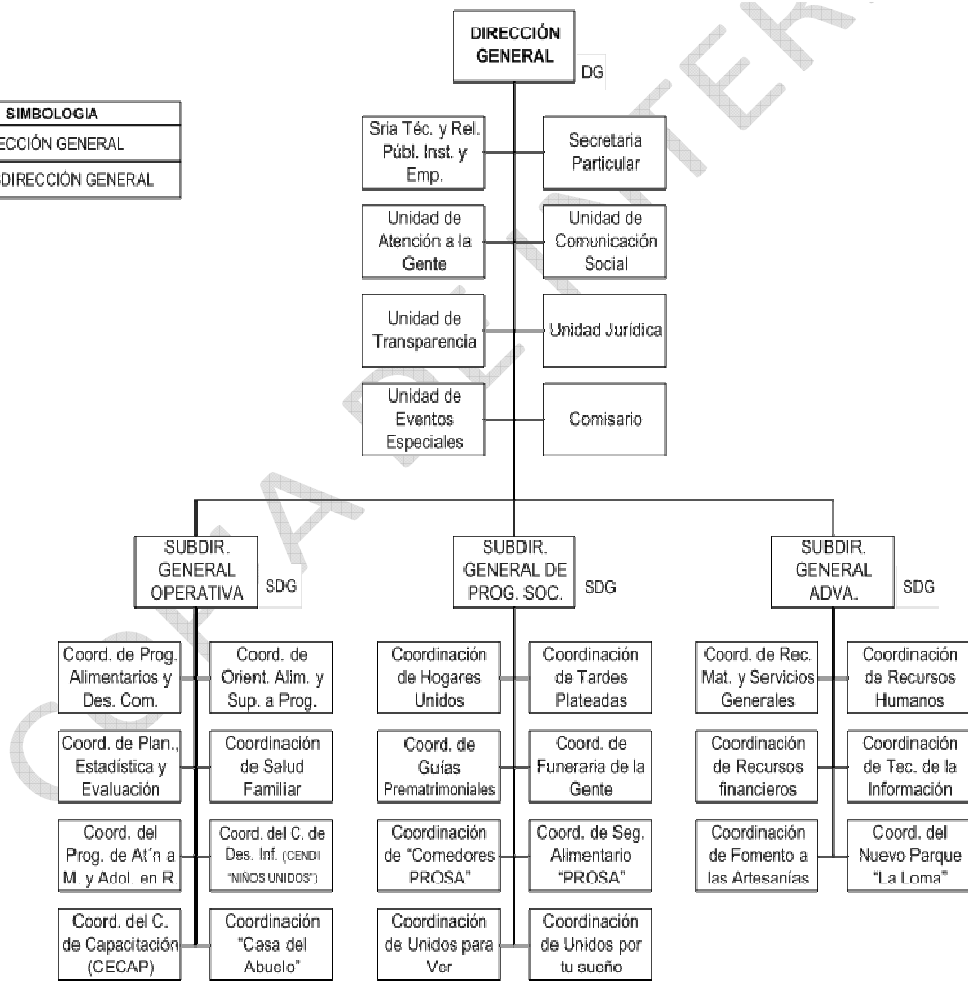 DIRECCIÓN
GENERAL
DG
SIMBOLOGIA
ECCIÓN GENERAL
DIRECCIÓN GENERAL
Sria Téc. y Rel.
Públ. Inst. y
Emp.
Secretaria
Particular
Unidad de
Atención a la
Gente
Unidad de
Comunicación
Social
Unidad de
Transparencia
Unidad Jurídica
Unidad de
Eventos
Especiales
Comisario
SUBDIR.
GENERAL
OPERATIVA
SDG
SUBDIR.
GENERAL DE
PROG. SOC.
SDG
SUBDIR.
GENERAL
ADVA.
SDG
Coord. de Prog.
Alimentarios y
Des. Com.
Coord. de
Orient. Alim. y
Sup. a Prog.
Coordinación
de Hogares
Unidos
Coordinación
de Tardes
Plateadas
Coord. de Rec.
Mat. y Servicios
Generales
Coordinación
de Recursos
Humanos
Coord. de Plan.,
Estadística y
Evaluación
Coordinación
de Salud
Familiar
Coord. de
Guías
Prematrimoniales
Coord. de
Funeraria de la
Gente
Coordinación
de Recursos
financieros
Coordinación
de Tec. de la
Información
Coord. del
Prog. de At´n a
M. y Adol. en R
Coord. del C. de
Des. Inf. (CENDI
"NIÑOS UNIDOS")
Coordinación
de "Comedores
PROSA"
Coord. de Seg.
Alimentario
"PROSA"
Coordinación
de Fomento a
las Artesanías
Coord. del
Nuevo Parque
"La Loma"
Coord. del C.
de Capacitación
(CECAP)
Coordinación
"Casa del
Abuelo"
Coordinación
de Unidos para
Ver
Coordinación
de Unidos por
tu sueño
COPIA DE INTER